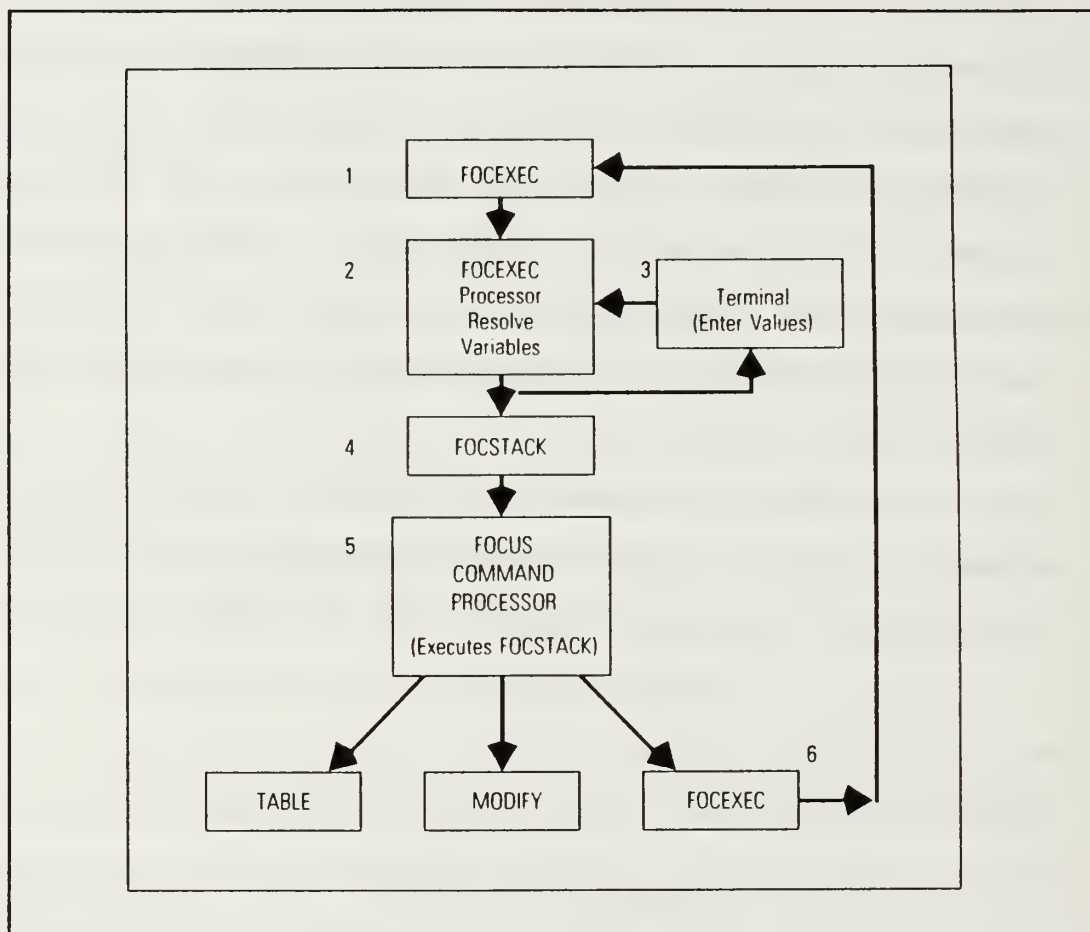 1
FOCEXEC
2
FOCEXEC
Processor
Resolve
Variables
3
Terminal
(Enter Values)
4
FOCSTACK
5
FOCUS
COMMAND
PROCESSOR
(Executes FOCSTACK)
6
TABLE
MODIFY
FOCEXEC